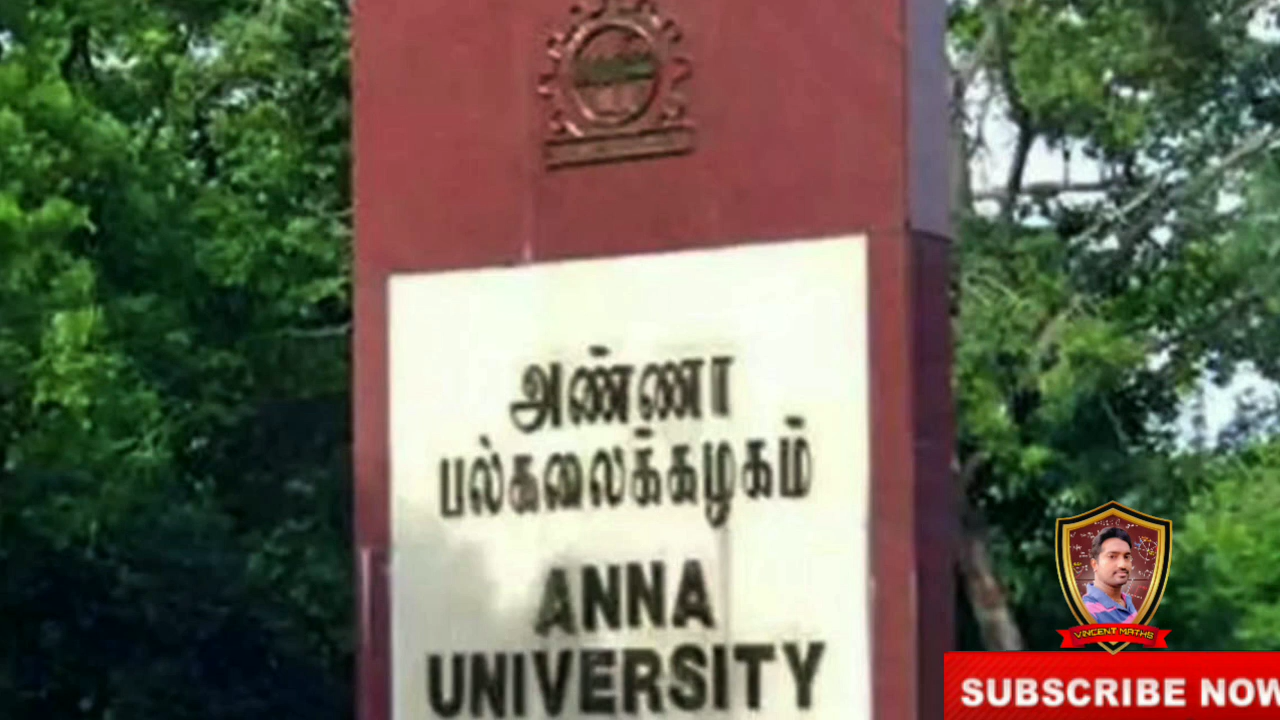 அண்ணா
பல்கலைக்கழகம்
ANNA
UNIVERSITY
VINCENT MATHS
SUBSCRIBE NOW